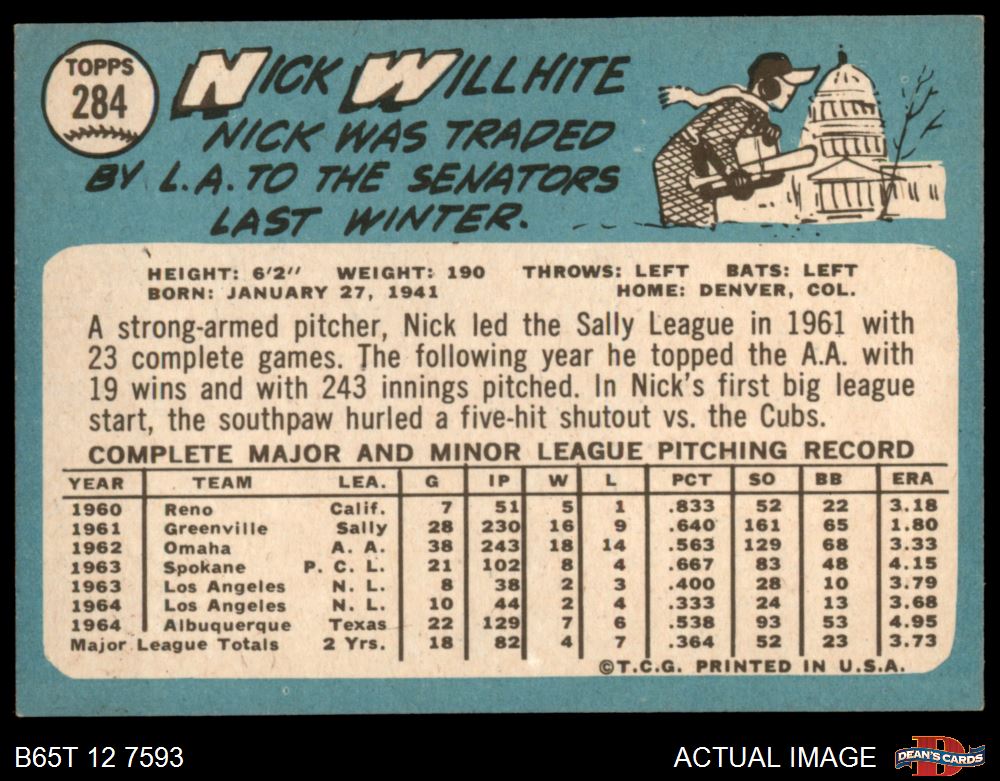 TOPPS
284
NICK WILLHITE
NICK WAS TRADED
BY L.A. TO THE SENATORS
LAST WINTER.
HEIGHT: 6'2" WEIGHT: 190 THROWS: LEFT BATS: LEFT
BORN: JANUARY 27, 1941 HOME: DENVER, COL.
A strong-armed pitcher, Nick led the Sally League in 1961 with
23 complete games. The following year he topped the A.A. with
19 wins and with 243 innings pitched. In Nick's first big league
start, the southpaw hurled a five-hit shutout vs. the Cubs.
COMPLETE MAJOR AND MINOR LEAGUE PITCHING RECORD
YEAR TEAM LEA. G IP W L PCT SO BB ERA
1960 Reno Calif. 7 51 5 1 .833 52 22 3.18
1961 Greenville Sally 28 230 16 9 .640 161 65 1.80
1962 Omaha A. A. 38 243 18 14 .563 129 68 3.33
1963 Spokane P. C. L. 21 102 8 4 .667 83 48 4.15
1963 Los Angeles N. L. 8 38 2 3 .400 28 10 3.79
1964 Los Angeles N. L. 10 44 2 4 .333 24 13 3.68
1964 Albuquerque Texas 22 129 7 6 .538 93 53 4.95
Major League Totals 2 Yrs. 18 82 4 7 .364 52 23 3.73
©T.C.G. PRINTED IN U.S.A.
B65T 12 7593 ACTUAL IMAGE DEAN'S CARDS